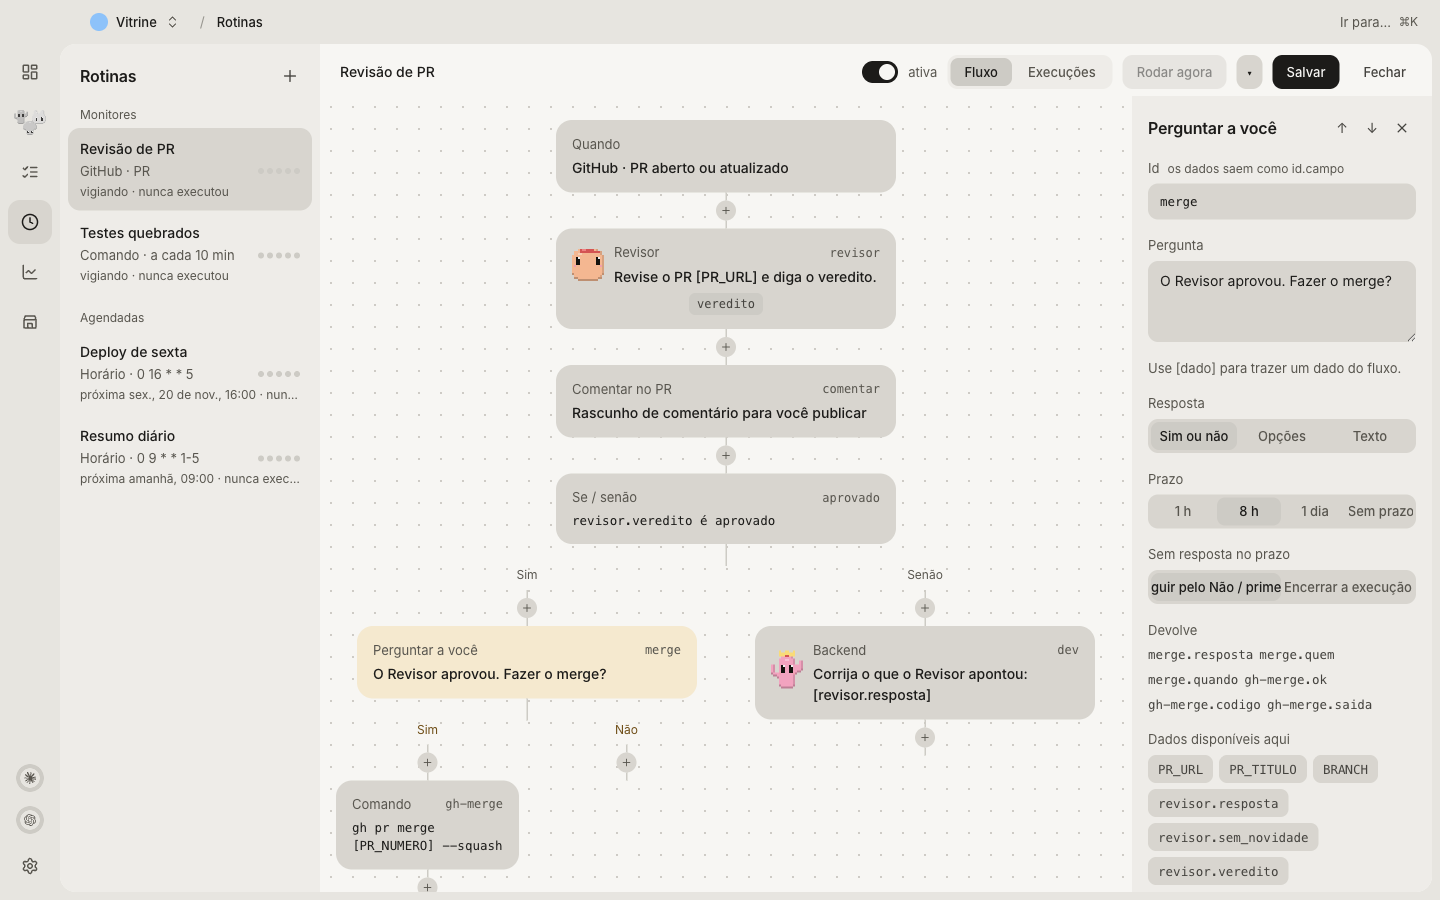 Vitrine / Rotinas
Ir para... ⌘K
Rotinas
Monitores
Revisão de PR
GitHub · PR
vigiando · nunca executou
Testes quebrados
Comando · a cada 10 min
vigiando · nunca executou
Agendadas
Deploy de sexta
Horário · 0 16 * * 5
próxima sex., 20 de nov., 16:00 · nun...
Resumo diário
Horário · 0 9 * * 1-5
próxima amanhã, 09:00 · nunca exec...
Revisão de PR
ativa
Fluxo
Execuções
Rodar agora
Salvar
Fechar
Quando
GitHub · PR aberto ou atualizado
Revisor revisor
Revise o PR [PR_URL] e diga o veredito.
veredito
Comentar no PR comentar
Rascunho de comentário para você publicar
Se / senão aprovado
revisor.veredito é aprovado
Sim
Senão
Perguntar a você merge
O Revisor aprovou. Fazer o merge?
Backend dev
Corrija o que o Revisor apontou:
[revisor.resposta]
Sim
Não
Comando gh-merge
gh pr merge
[PR_NUMERO] --squash
Perguntar a você
Id os dados saem como id.campo
merge
Pergunta
O Revisor aprovou. Fazer o merge?
Use [dado] para trazer um dado do fluxo.
Resposta
Sim ou não Opções Texto
Prazo
1 h 8 h 1 dia Sem prazo
Sem resposta no prazo
guir pelo Não / prime Encerrar a execução
Devolve
merge.resposta merge.quem
merge.quando gh-merge.ok
gh-merge.codigo gh-merge.saida
Dados disponíveis aqui
PR_URL PR_TITULO BRANCH
revisor.resposta
revisor.sem_novidade
revisor.veredito